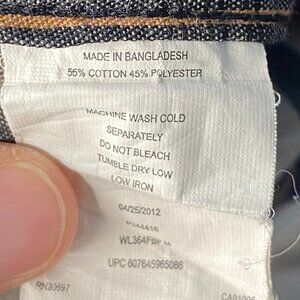 MADE IN BANGLADESH
55% COTTON 45% POLYESTER
MACHINE WASH COLD
SEPARATELY
DO NOT BLEACH
TUMBLE DRY LOW
LOW IRON
04/25/2012
UPC 607645965086